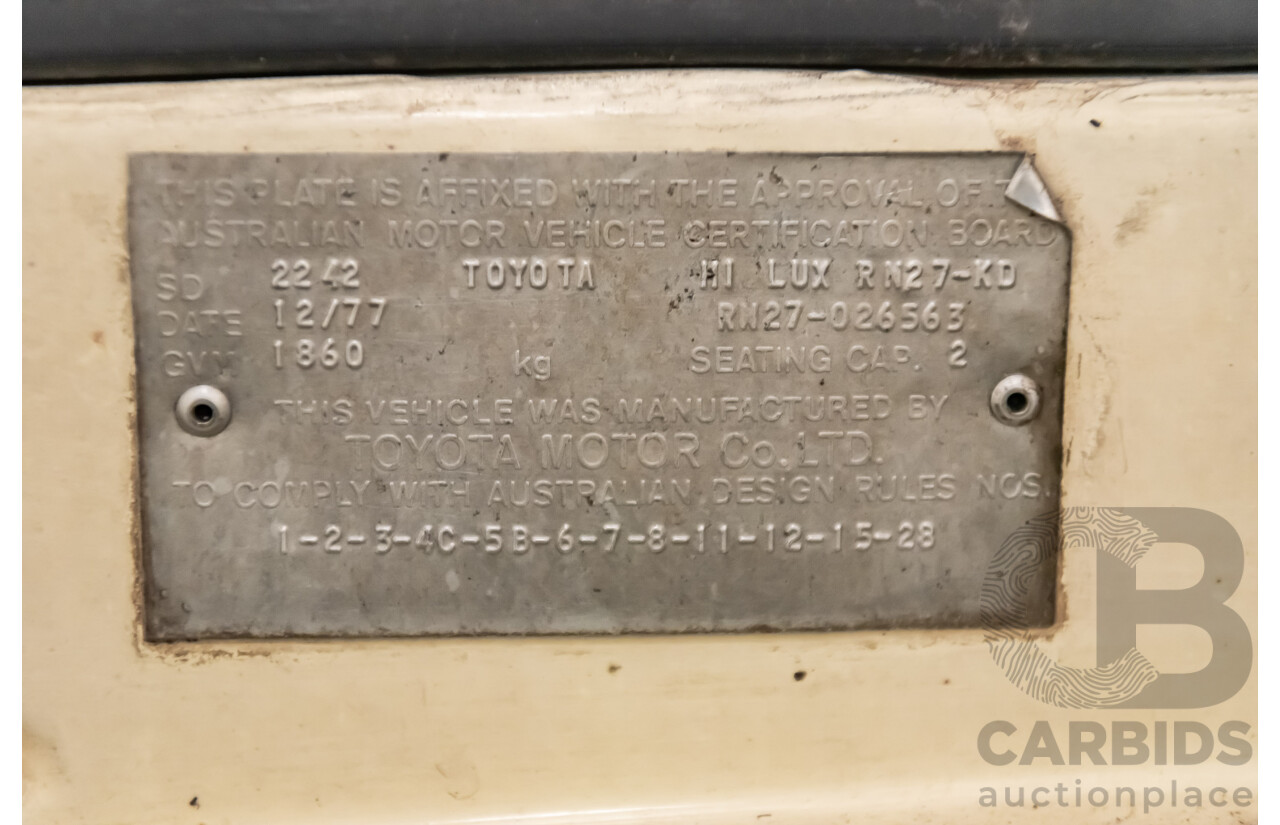 THIS PLATE IS AFFIXED WITH THE APPROVAL OF
AUSTRALIAN MOTOR VEHICLE CERTIFICATION BOARD
SD 2242 TOYOTA HI LUX RN27-KD
DATE 12/77 RN27-026563
GVM 1860 kg SEATING CAP. 2
THIS VEHICLE WAS MANUFACTURED BY
TOYOTA MOTOR Co. LTD.
TO COMPLY WITH AUSTRALIAN DESIGN RULES NOS.
1-2-3-4C-5B-6-7-8-11-12-15-28
CB
CARBIDS
auctionplace